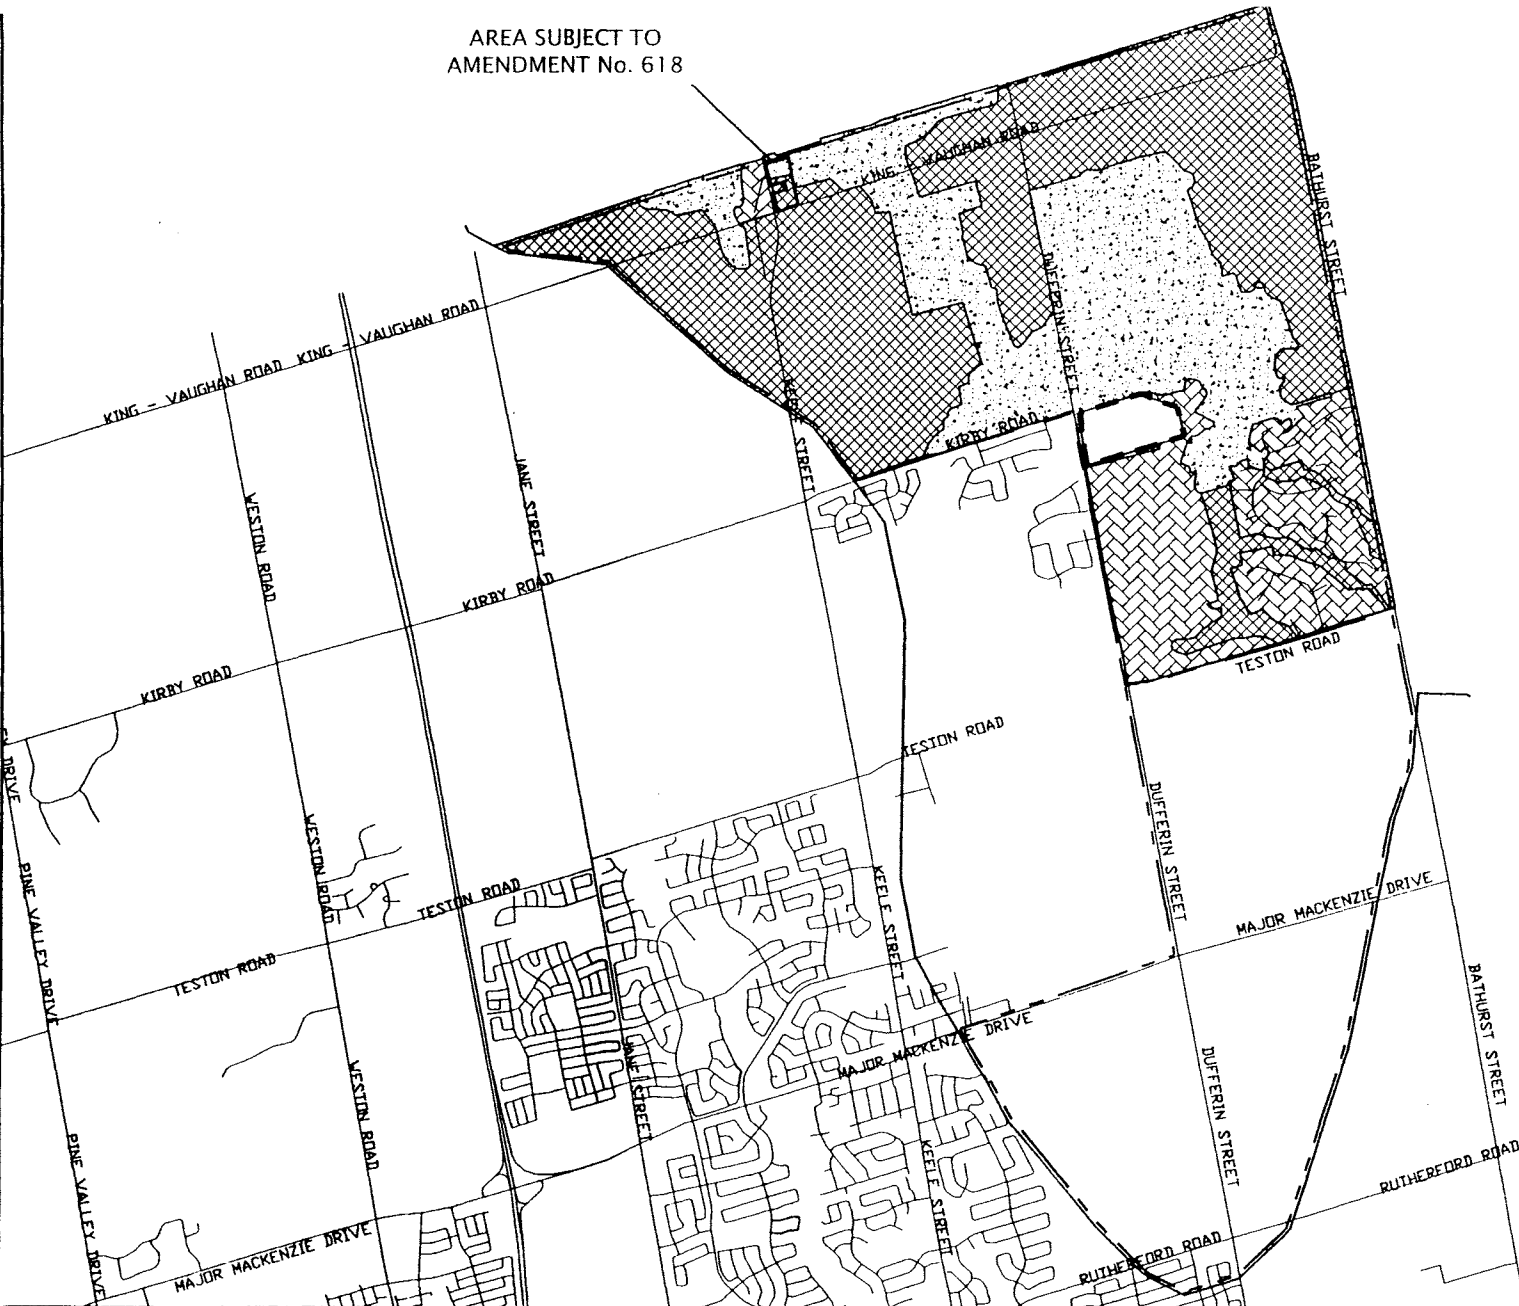 AREA SUBJECT TO
AMENDMENT No. 618
KING - VAUGHAN ROAD
BATHURST STREET
DUFFERIN STREET
KING - VAUGHAN ROAD
KING - VAUGHAN ROAD
KEELE STREET
KIRBY ROAD
JANE STREET
WESTON ROAD
KIRBY ROAD
TESTON ROAD
KIRBY ROAD
TESTON ROAD
DRIVE
DUFFERIN STREET
WESTON ROAD
PINE VALLEY DRIVE
KEELE STREET
TESTON ROAD
MAJOR MACKENZIE DRIVE
TESTON ROAD
BATHURST STREET
MAJOR MACKENZIE DRIVE
JANE STREET
WESTON ROAD
DUFFERIN STREET
PINE VALLEY DRIVE
KEELE STREET
RUTHERFORD ROAD
MAJOR MACKENZIE DRIVE
RUTHERFORD ROAD